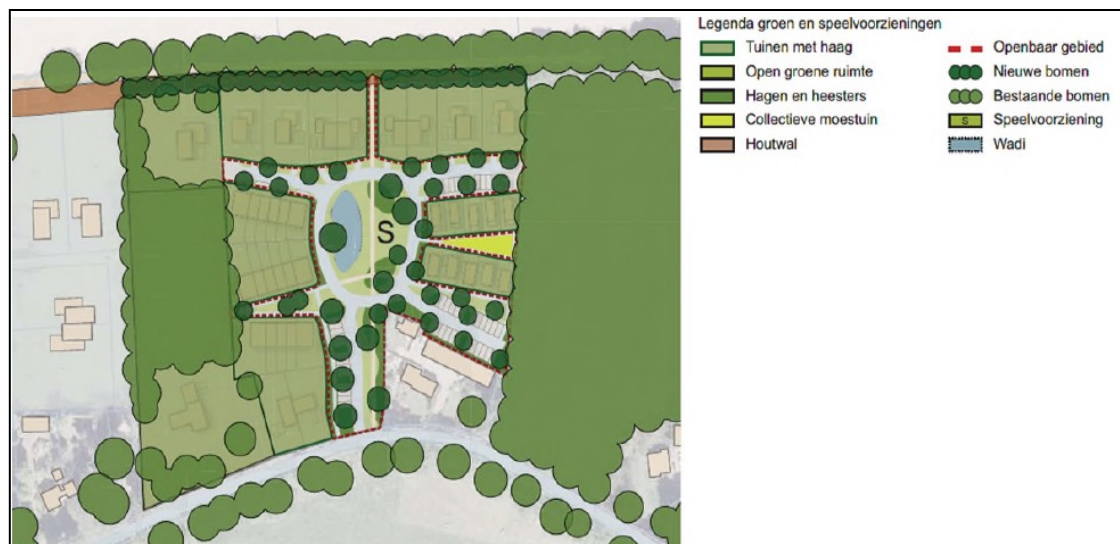 Legenda groen en speelvoorzieningen
Tuinen met haag
Open groene ruimte
Hagen en heesters
Collectieve moestuin
Houtwal
Openbaar gebied
Nieuwe bomen
Bestaande bomen
S Speelvoorziening
Wadi
S